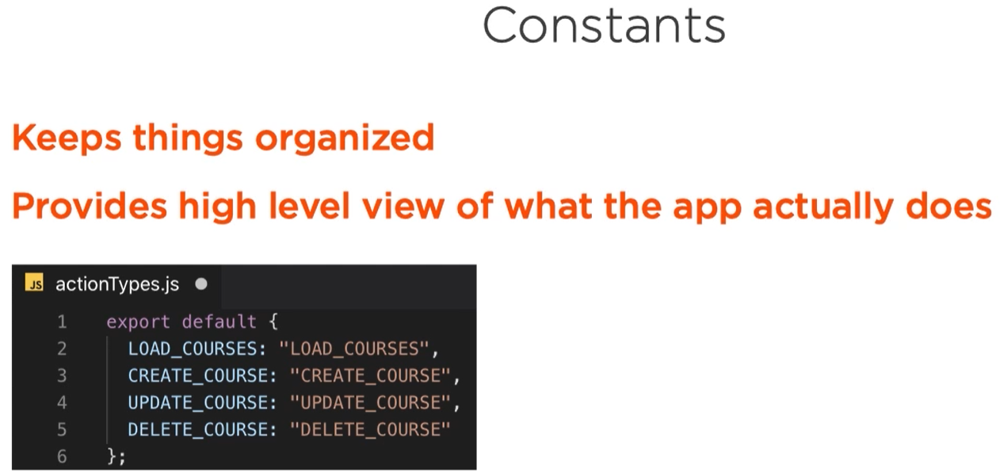 Constants
Keeps things organized
Provides high level view of what the app actually does
JS actionTypes.js
1 export default {
2 LOAD_COURSES: "LOAD_COURSES",
3 CREATE_COURSE: "CREATE_COURSE",
4 UPDATE_COURSE: "UPDATE_COURSE",
5 DELETE_COURSE: "DELETE_COURSE"
6 };